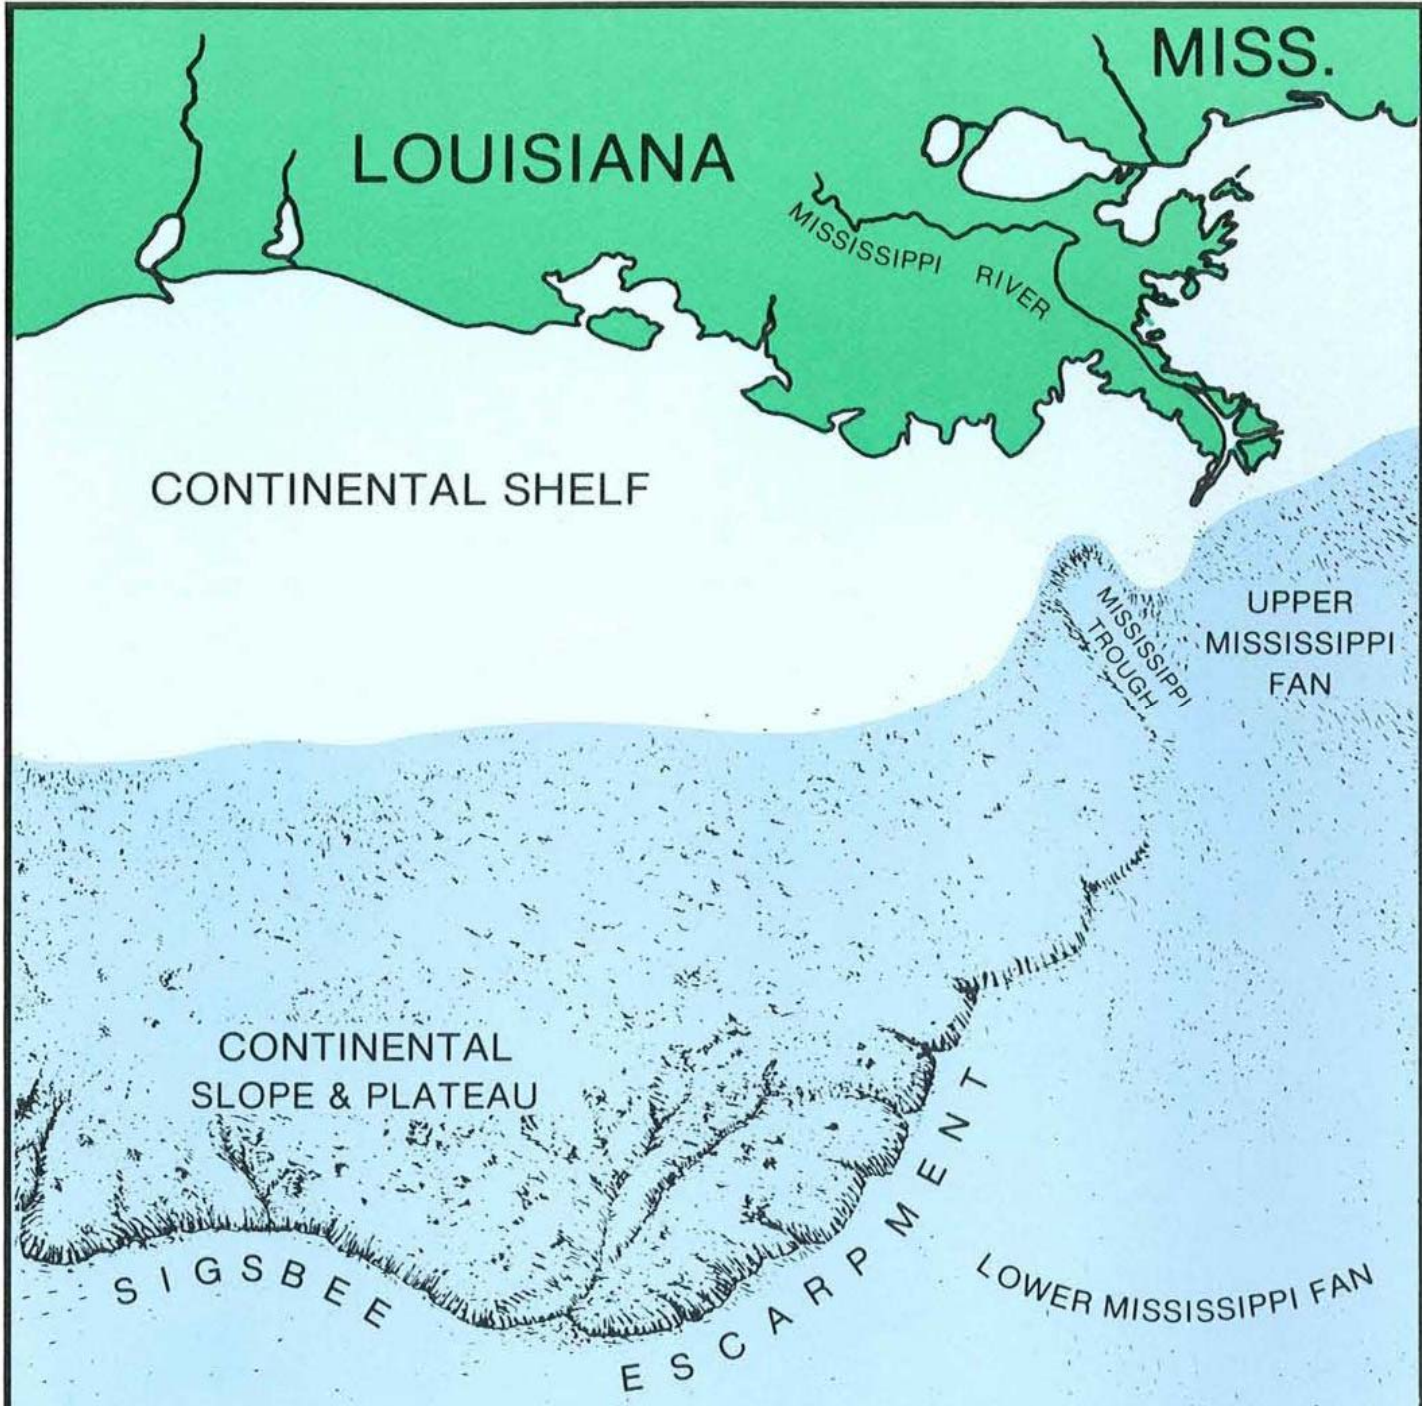 MISS.
LOUISIANA
MISSISSIPPI RIVER
CONTINENTAL SHELF
MISSISSIPPI
TROUGH
UPPER
MISSISSIPPI
FAN
CONTINENTAL
SLOPE & PLATEAU
SIGSBEE ESCARPMENT
LOWER MISSISSIPPI FAN